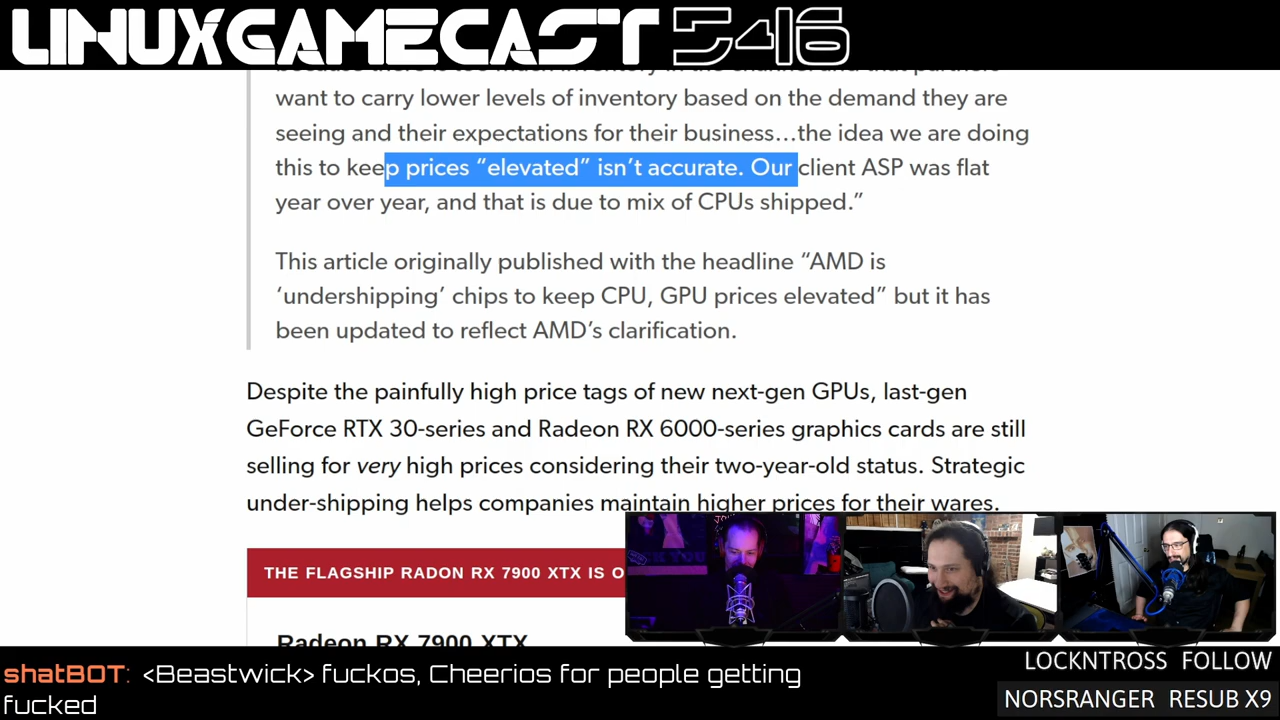 LINUXGAMECAST 546
want to carry lower levels of inventory based on the demand they are
seeing and their expectations for their business…the idea we are doing
this to keep prices “elevated” isn’t accurate. Our client ASP was flat
year over year, and that is due to mix of CPUs shipped.”
This article originally published with the headline “AMD is
‘undershipping’ chips to keep CPU, GPU prices elevated” but it has
been updated to reflect AMD’s clarification.
Despite the painfully high price tags of new next-gen GPUs, last-gen
GeForce RTX 30-series and Radeon RX 6000-series graphics cards are still
selling for very high prices considering their two-year-old status. Strategic
under-shipping helps companies maintain higher prices for their wares.
THE FLAGSHIP RADON RX 7900 XTX IS O
Radeon RX 7900 XTX
shatBOT: <Beastwick> fuckos, Cheerios for people getting
fucked
LOCKNTROSS FOLLOW
NORSRANGER RESUB X9